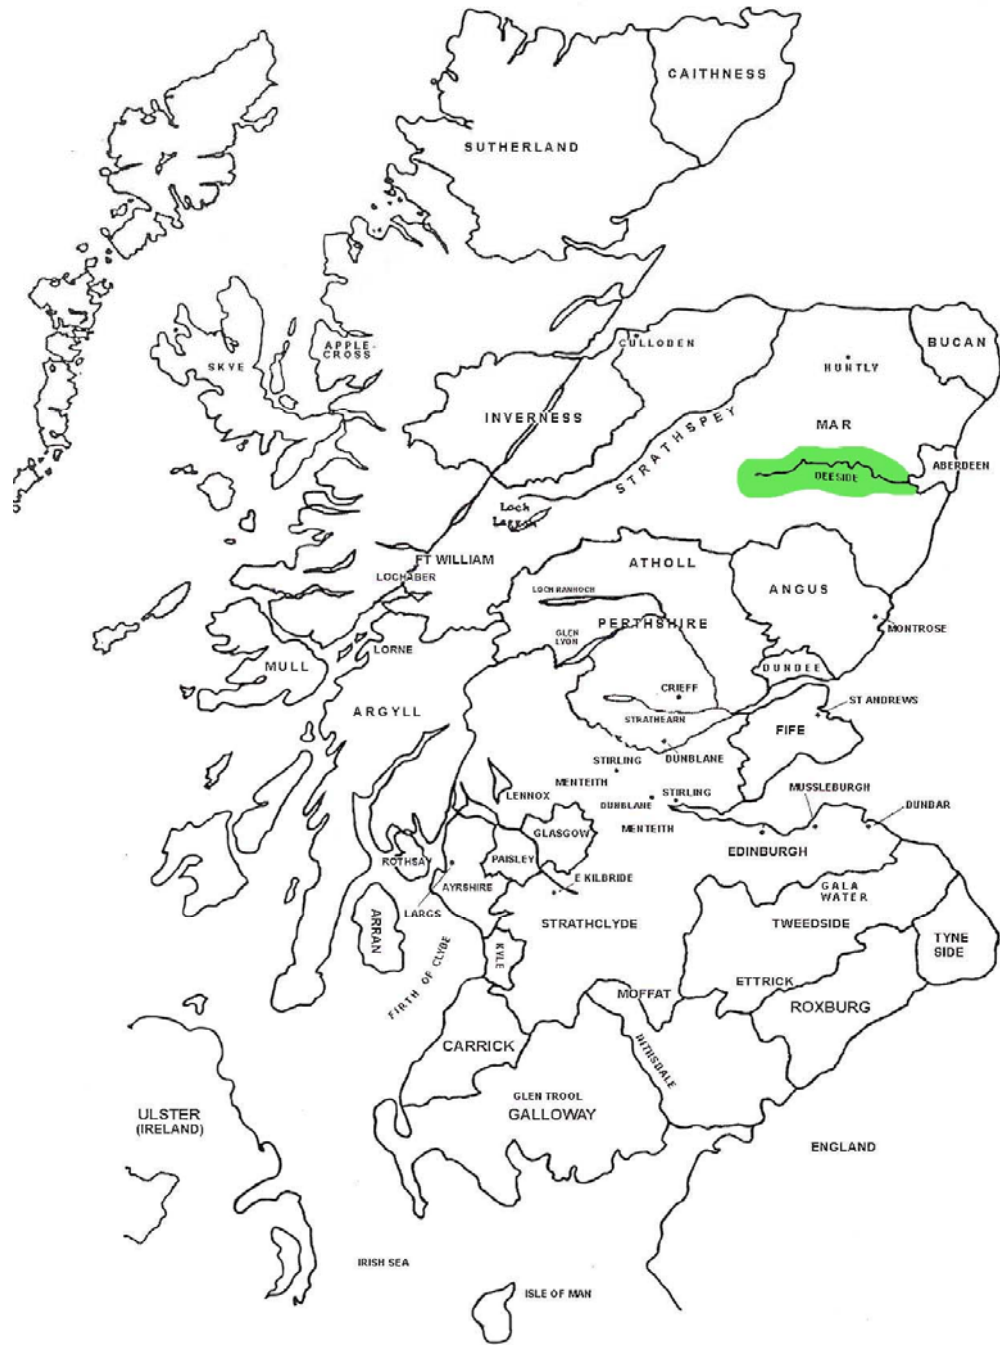 CAITHNESS
SUTHERLAND
CULLODEN
BUCAN
APPLE-
CROSS
SKYE
HUNTLY
INVERNESS
STRATHSPEY
MAR
ABERDEEN
DEESIDE
Loch
FT WILLIAM
LOCHABER
ATHOLL
ANGUS
LOCH RANNOCH
PERTHSHIRE
MONTROSE
GLEN
LYON
LORNE
MULL
DUNDEE
CRIEFF
ST ANDREWS
ARGYLL
STRATHEARN
FIFE
DUNBLANE
STIRLING
MENTEITH
MUSSLEBURGH
LENNOX
STIRLING
DUNBLANE
DUNBAR
MENTEITH
GLASGOW
EDINBURGH
ROTHSAY
PAISLEY
AYRSHIRE
E KILBRIDE
GALA
WATER
LARGS
ARRAN
STRATHCLYDE
TWEEDSIDE
TYNE
SIDE
KYLE
FIRTH OF CLYDE
ETTRICK
MOFFAT
ROXBURG
CARRICK
NITHSDALE
GLEN TROOL
GALLOWAY
ULSTER
(IRELAND)
ENGLAND
IRISH SEA
ISLE OF MAN